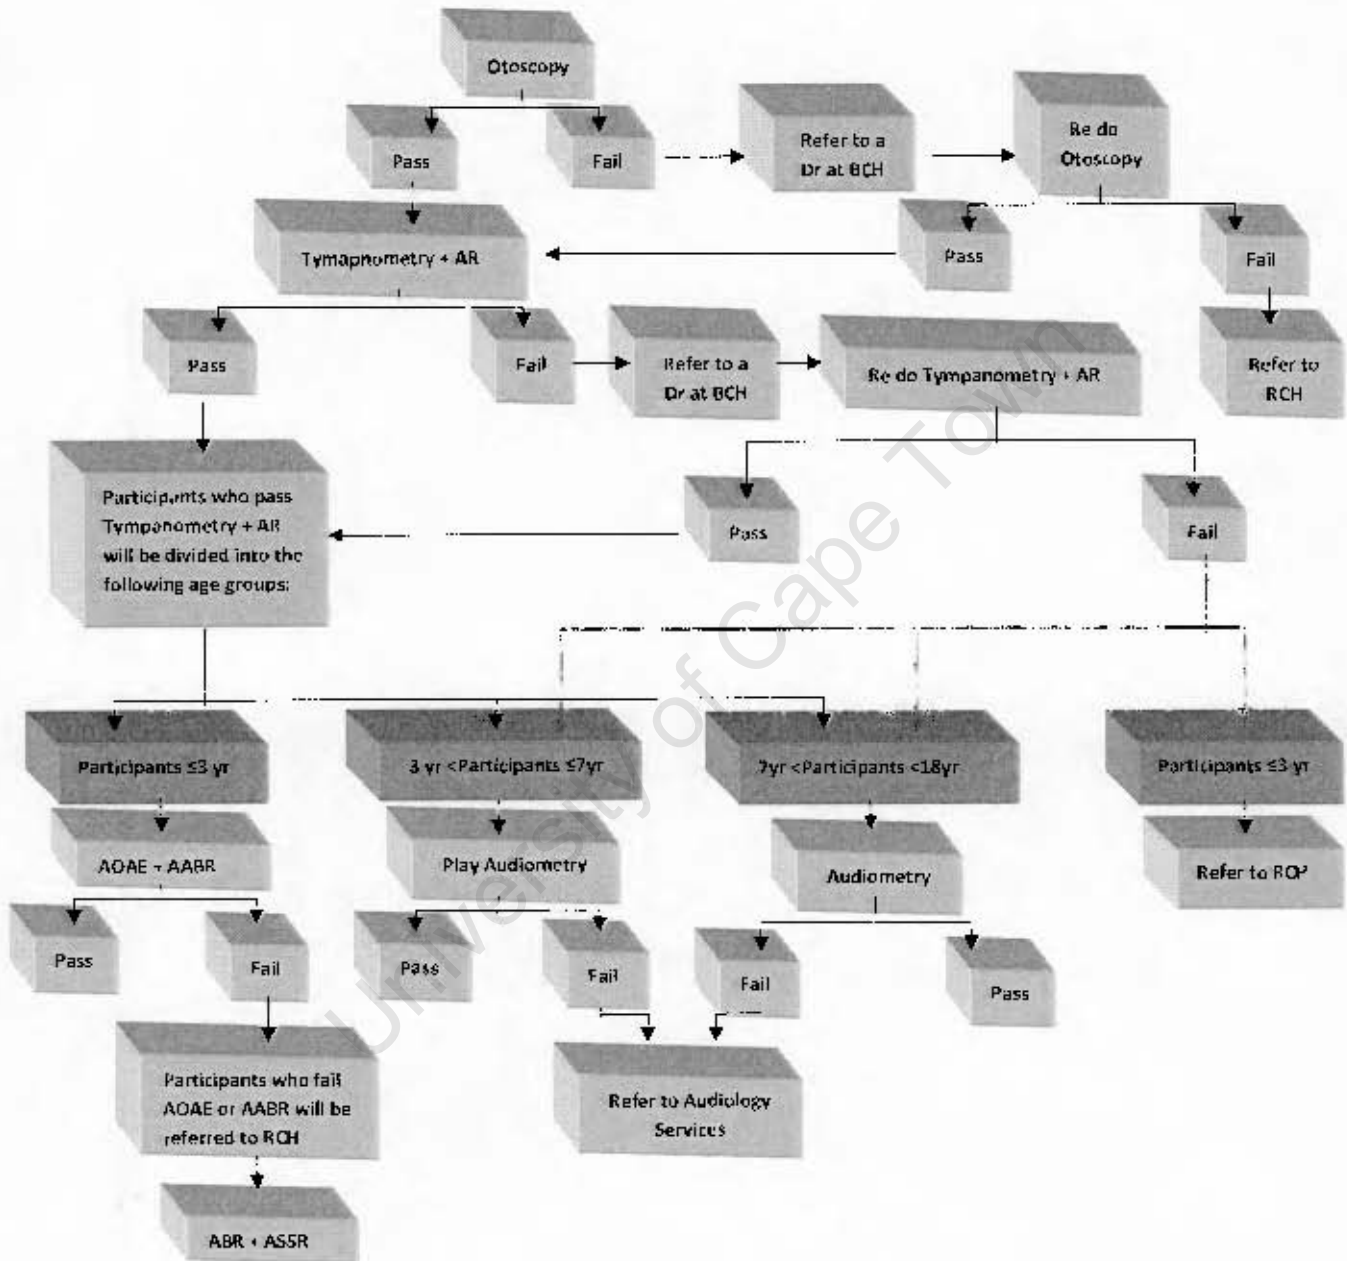 Otoscopy
Pass
Fail
Refer to a
Dr at BCH
Re do
Otoscopy
Tymapnometry + AR
Pass
Fail
Pass
Fail
Refer to a
Dr at BCH
Re do Tympanometry + AR
Refer to
RCH
Participants who pass
Tympanometry + AR
will be divided into the
following age groups:
Pass
Fail
Participants ≤3 yr
3 yr <Participants ≤7yr
7yr <Participants <18yr
Participants ≤3 yr
AOAE + AABR
Play Audiometry
Audiometry
Refer to
Pass
Fail
Pass
Fail
Fail
Pass
Participants who fail
AOAE or AABR will be
referred to RCH
Refer to Audiology
Services
ABR + ASSR
University of Cape Town